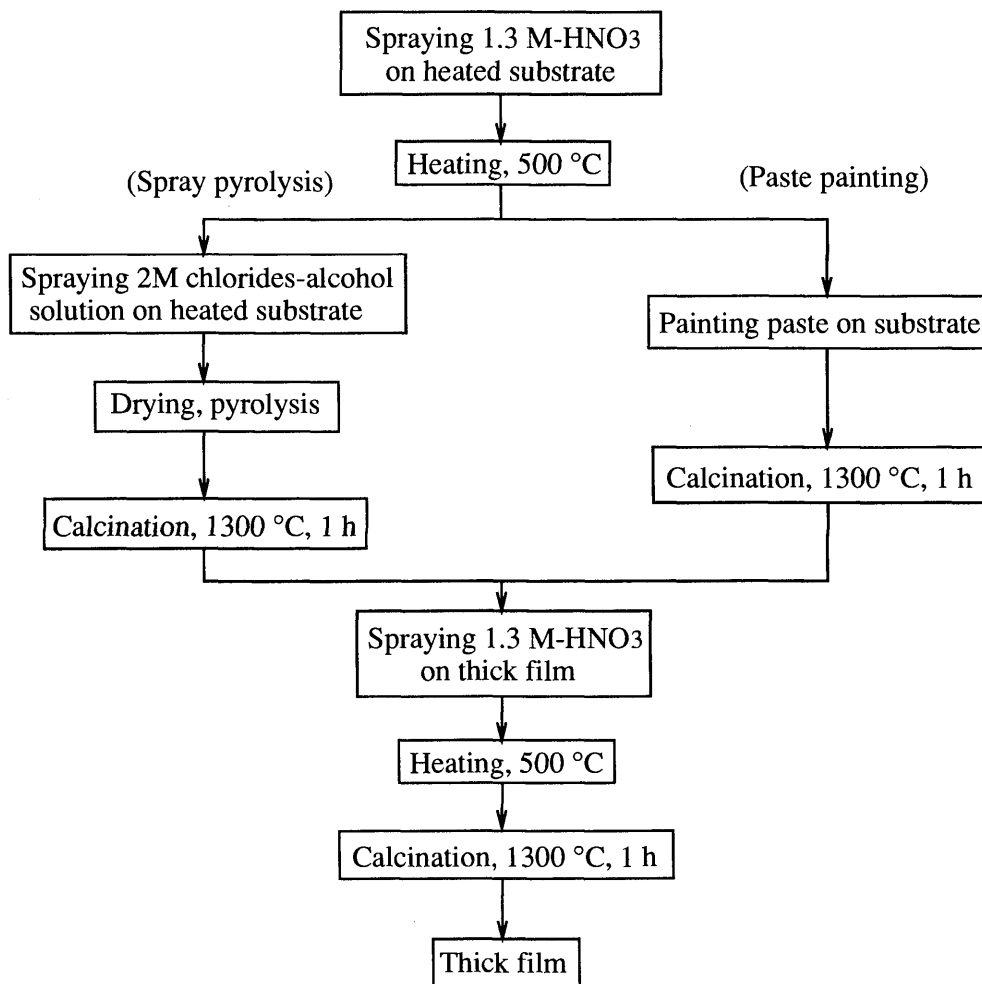 Spraying 1.3 M-HNO3
on heated substrate
Heating, 500 °C
(Spray pyrolysis)
(Paste painting)
Spraying 2M chlorides-alcohol
solution on heated substrate
Painting paste on substrate
Drying, pyrolysis
Calcination, 1300 °C, 1 h
Calcination, 1300 °C, 1 h
Spraying 1.3 M-HNO3
on thick film
Heating, 500 °C
Calcination, 1300 °C, 1 h
Thick film